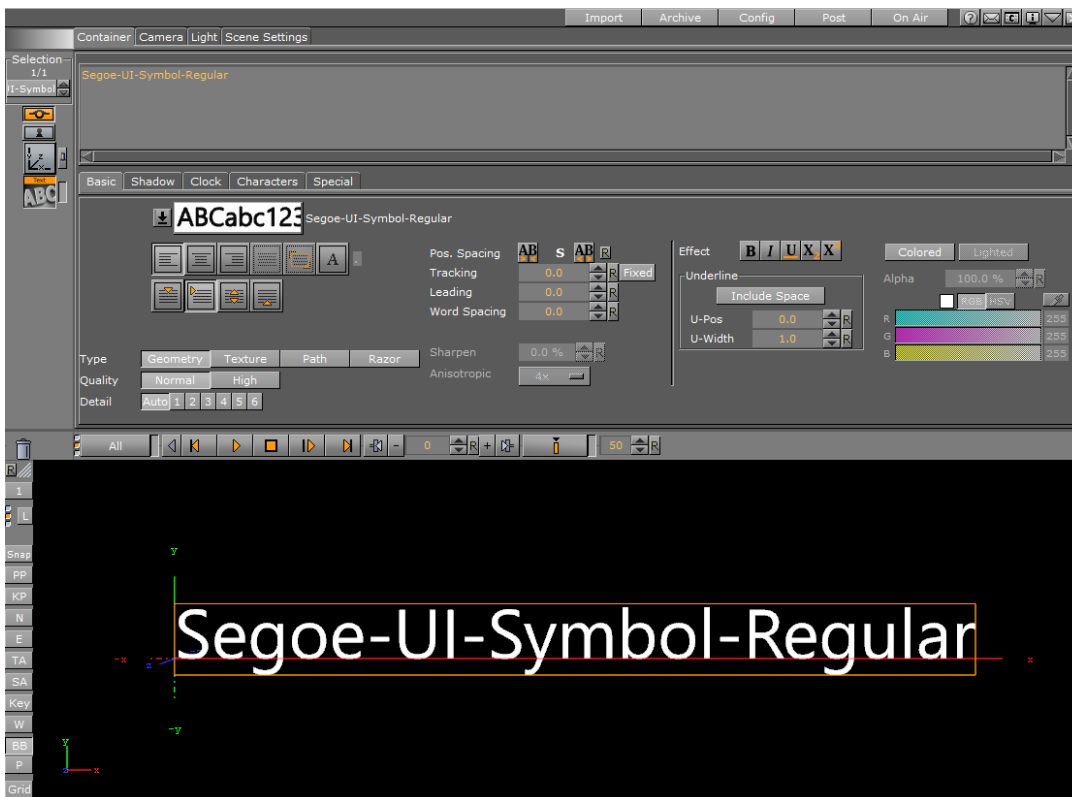 Import Archive Config Post On Air
Container Camera Light Scene Settings
Selection
1/1
UI-Symbol
Segoe-UI-Symbol-Regular
Text
ABC
Basic Shadow Clock Characters Special
ABCabc123 Segoe-UI-Symbol-Regular
A
Pos. Spacing AB S AB R
Tracking 0.0 R Fixed
Leading 0.0 R
Word Spacing 0.0 R
Effect B I U X X
Underline
Include Space
U-Pos 0.0 R
U-Width 1.0 R
Colored Lighted
Alpha 100.0 % R
RGB HSV
R 255
G 255
B 255
Type Geometry Texture Path Razor
Sharpen 0.0 % R
Quality Normal High
Anisotropic 4x
Detail Auto 1 2 3 4 5 6
All 0 R + 50 R
R
1
L
Snap
PP
KP
N
E
TA
SA
Key
W
BB
P
Grid
y
Segoe-UI-Symbol-Regular
-x
z
x
-y
y
z
x